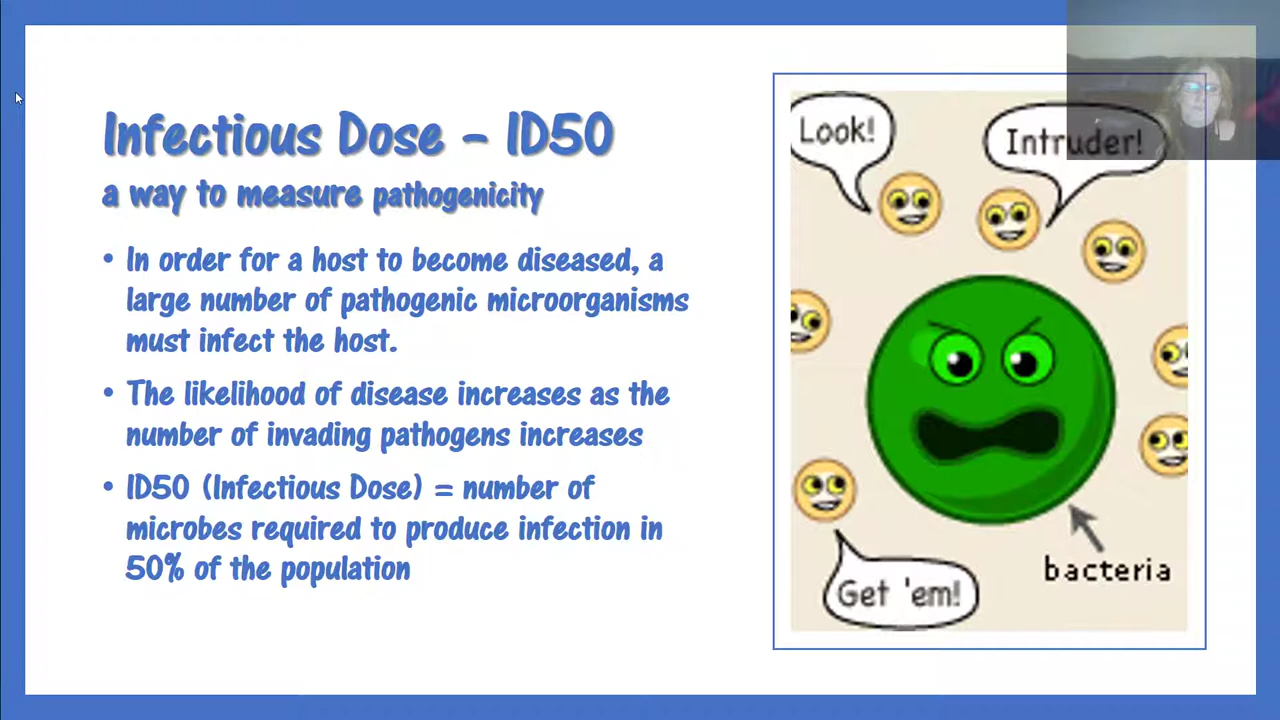 Infectious Dose – ID50
a way to measure pathogenicity
• In order for a host to become diseased, a
large number of pathogenic microorganisms
must infect the host.
• The likelihood of disease increases as the
number of invading pathogens increases
• ID50 (Infectious Dose) = number of
microbes required to produce infection in
50% of the population
Look!
Intruder!
bacteria
Get 'em!